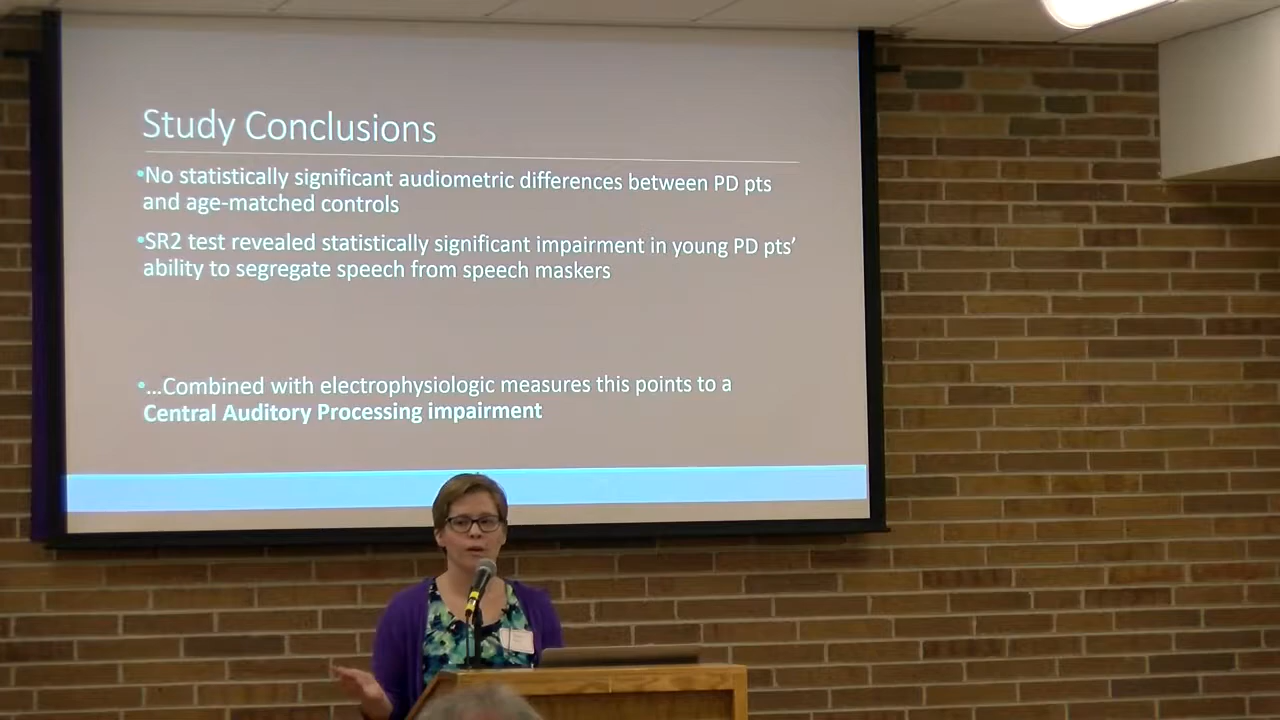 Study Conclusions
•No statistically significant audiometric differences between PD pts
and age-matched controls
•SR2 test revealed statistically significant impairment in young PD pts’
ability to segregate speech from speech maskers
•…Combined with electrophysiologic measures this points to a
Central Auditory Processing impairment